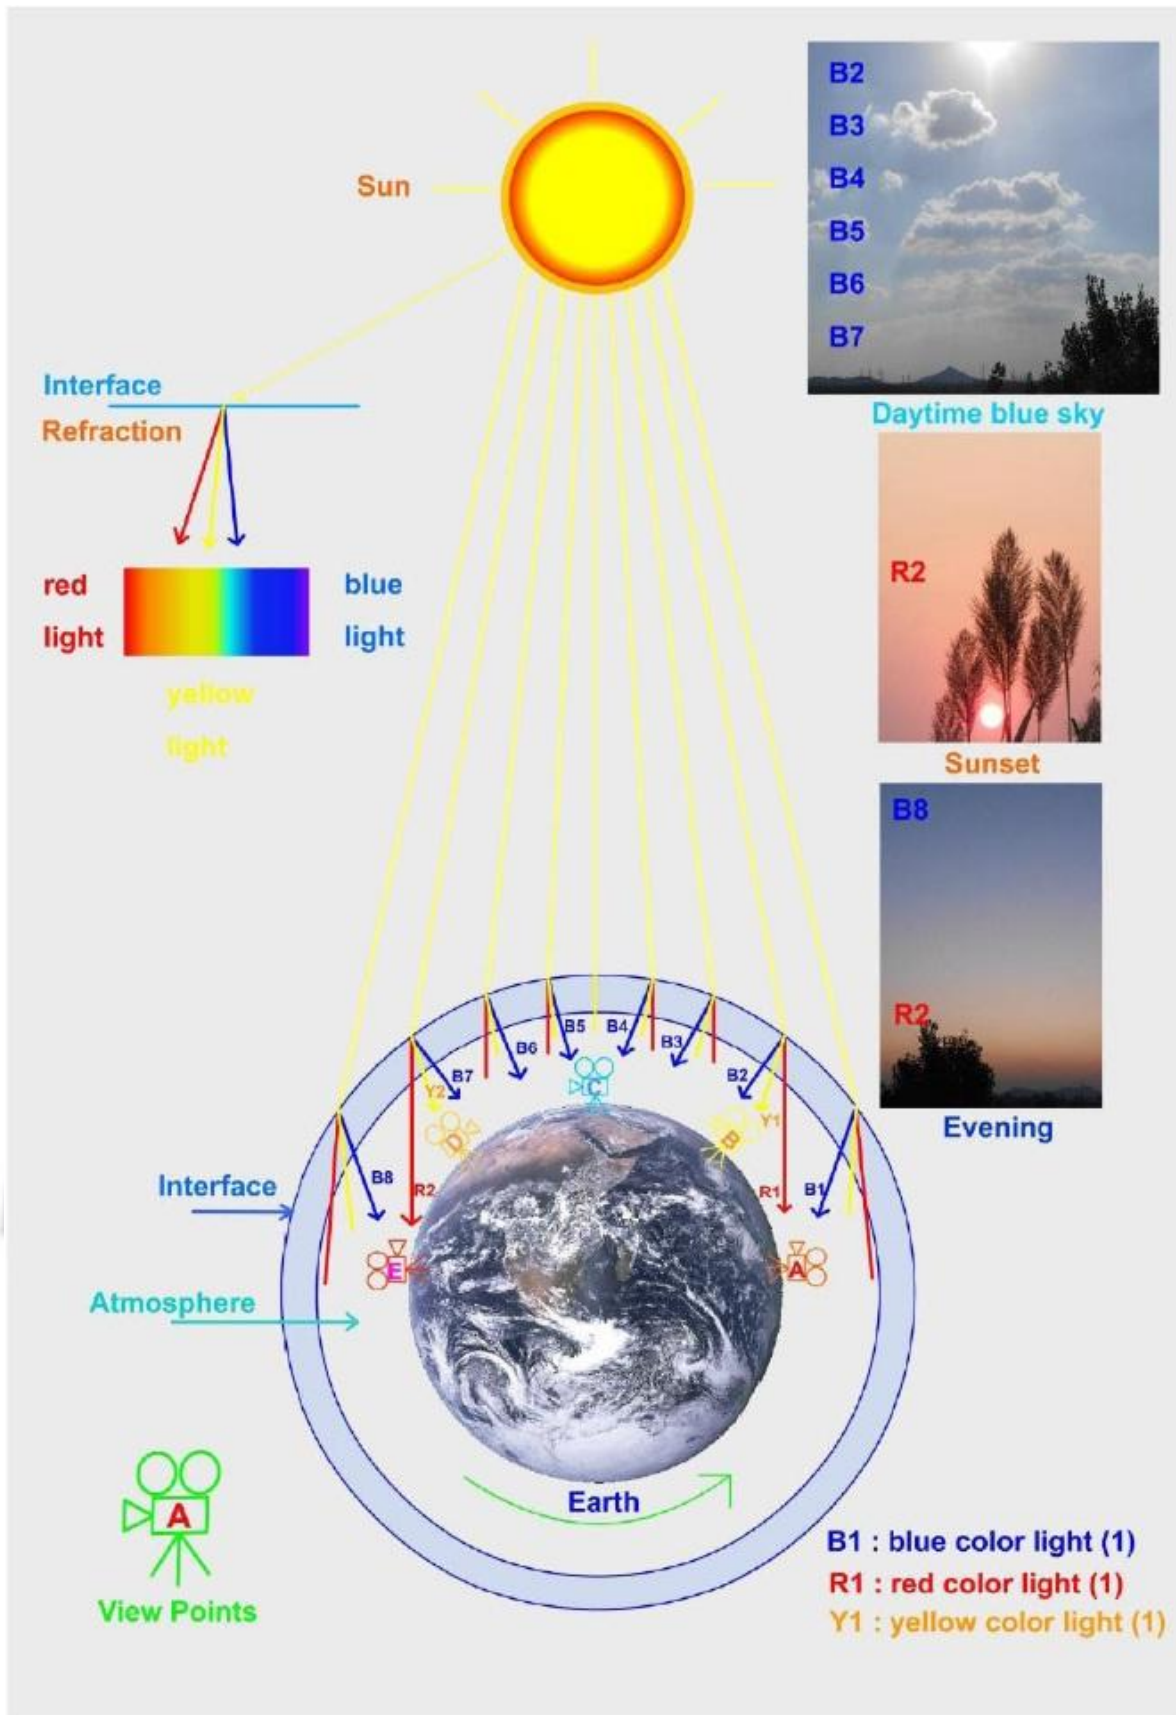 B2
B3
B4
B5
B6
B7
Daytime blue sky
Sun
Interface
Refraction
red
light
blue
light
yellow
light
R2
Sunset
B8
R2
Evening
B5
B4
B6
B3
B7
B2
Y2
C
Y1
D
B
B8
R2
R1
B1
Interface
E
A
Atmosphere
A
View Points
Earth
B1 : blue color light (1)
R1 : red color light (1)
Y1 : yellow color light (1)